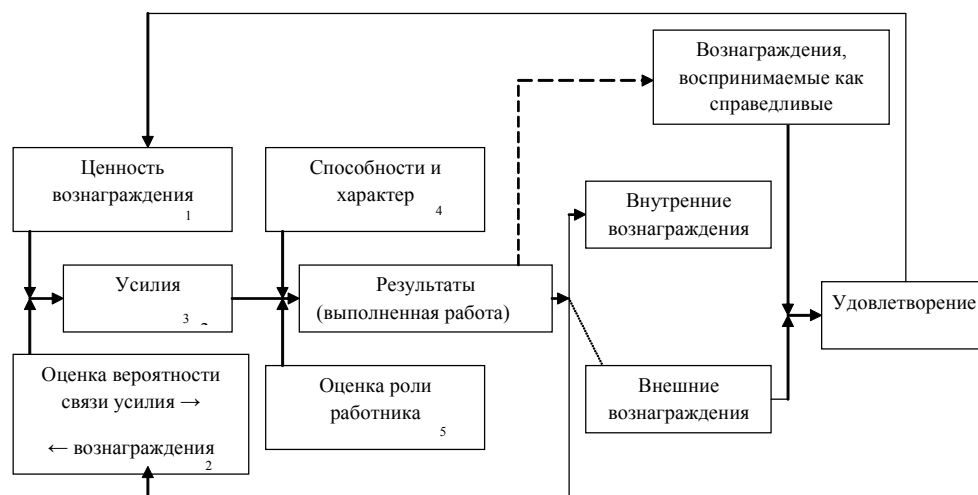 Вознаграждения,
воспринимаемые как
справедливые
Ценность
вознаграждения
1
Способности и
характер
4
Внутренние
вознаграждения
Усилия
3
Результаты
(выполненная работа)
Удовлетворение
Оценка вероятности
связи усилия →
← вознаграждения
2
Оценка роли
работника
5
Внешние
вознаграждения